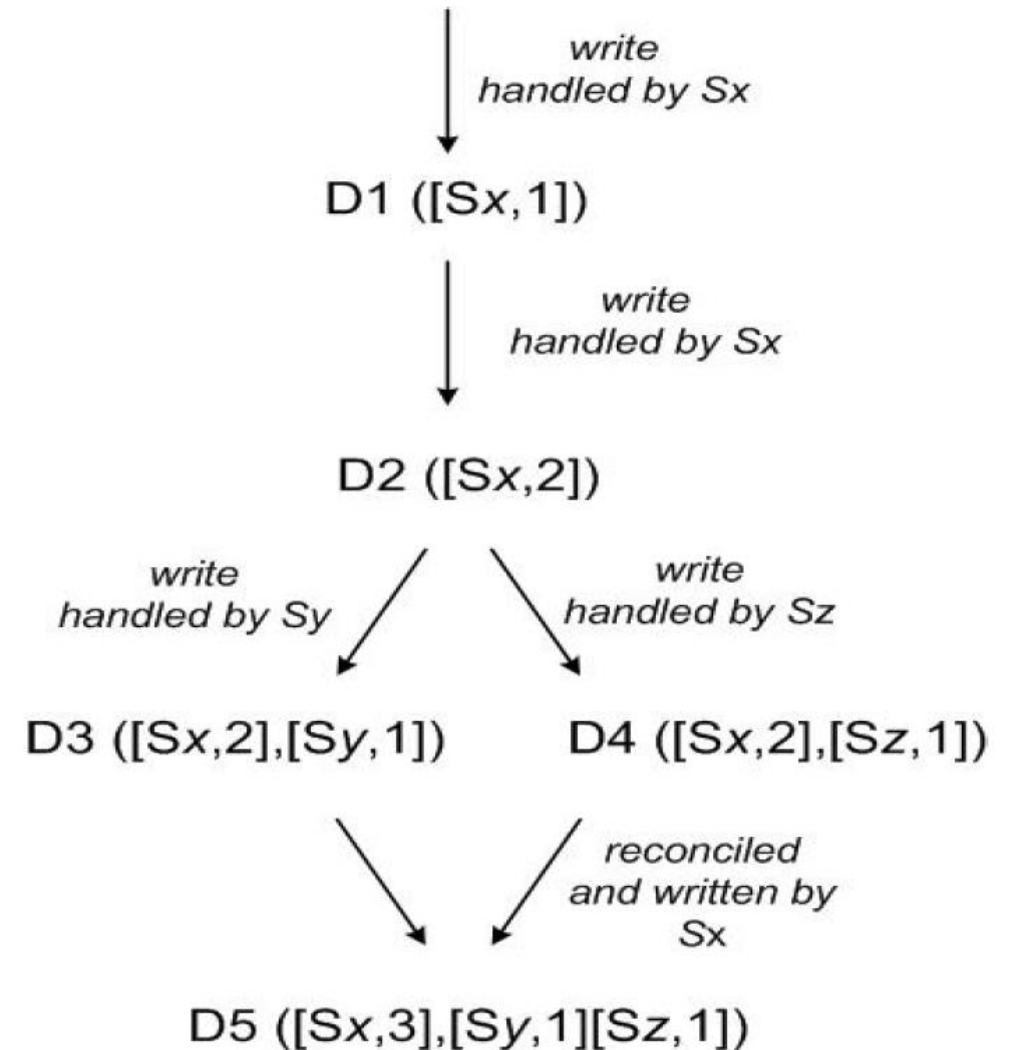 write
handled by Sx
D1 ([Sx,1])
write
handled by Sx
D2 ([Sx,2])
write
handled by Sy
write
handled by Sz
D3 ([Sx,2],[Sy,1])
D4 ([Sx,2],[Sz,1])
reconciled
and written by
Sx
D5 ([Sx,3],[Sy,1][Sz,1])